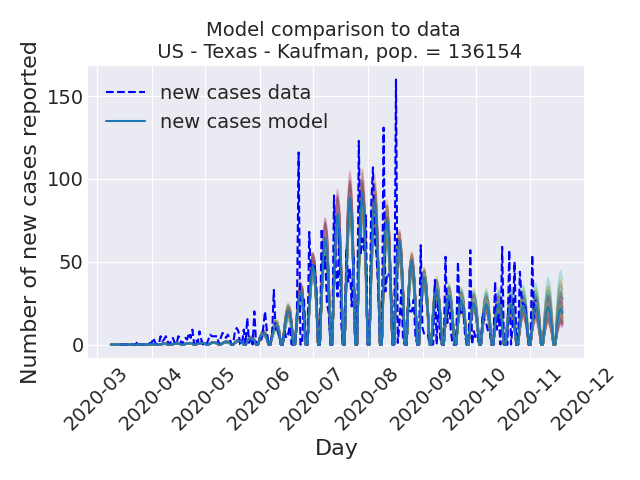 Model comparison to data
US - Texas - Kaufman, pop. = 136154
Number of new cases reported
150
100
50
0
new cases data
new cases model
2020-03
2020-04
2020-05
2020-06
2020-07
2020-08
2020-09
2020-10
2020-11
2020-12
Day